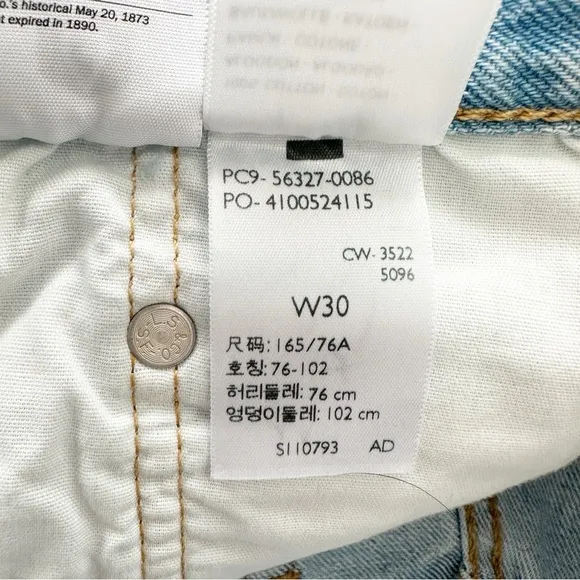 o.'s historical May 20, 1873
t expired in 1890.
PC9- 56327-0086
PO- 4100524115
CW- 3522
5096
W30
尺码: 165/76A
호칭: 76-102
허리둘레: 76 cm
엉덩이둘레: 102 cm
S110793 AD
L.S.&CO-S.F.